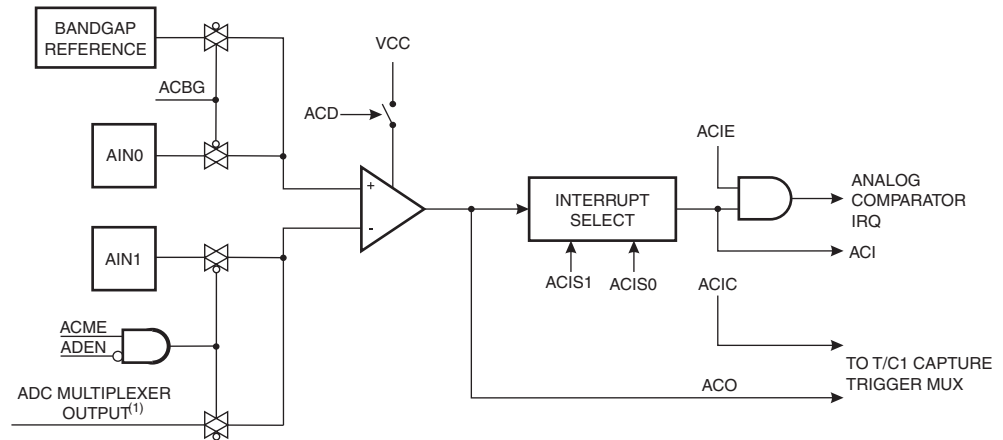 BANDGAP
REFERENCE
VCC
ACBG
ACD
ACIE
AIN0
+
-
INTERRUPT
SELECT
ANALOG
COMPARATOR
IRQ
AIN1
ACI
ACIS1
ACIS0
ACIC
ACME
ADEN
TO T/C1 CAPTURE
TRIGGER MUX
ADC MULTIPLEXER
OUTPUT(1)
ACO